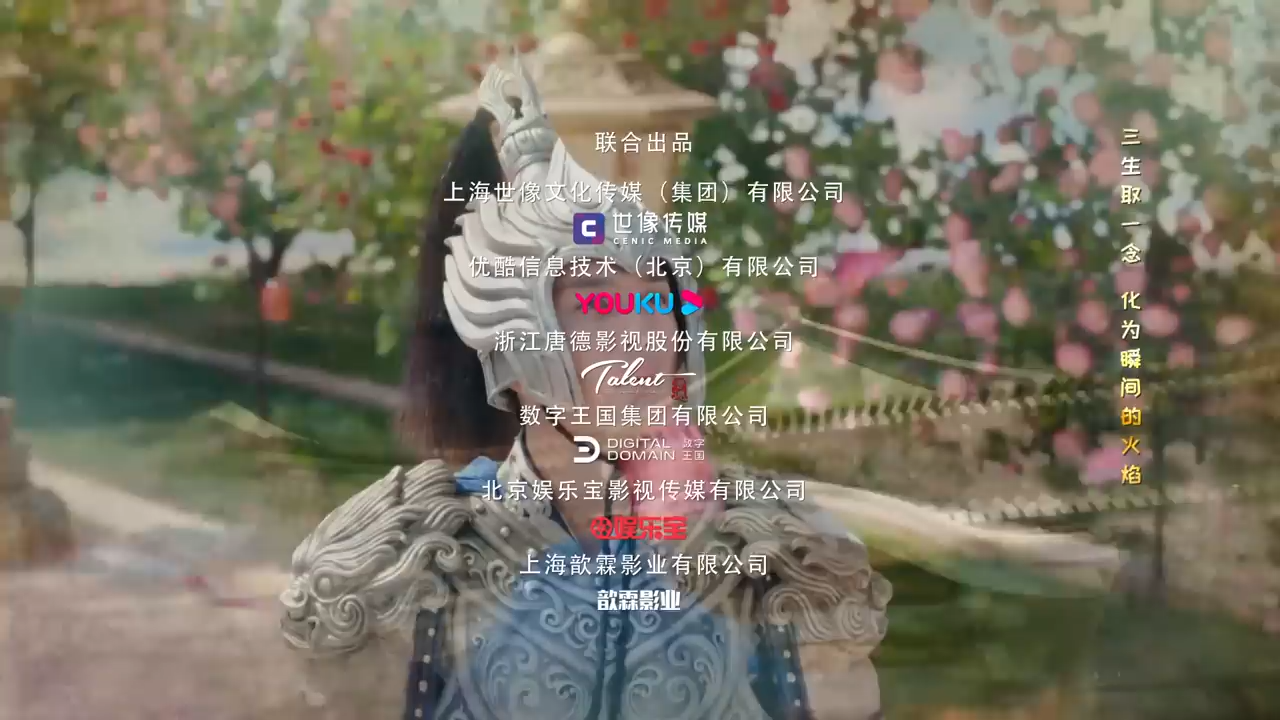 联合出品
上海世像文化传媒（集团）有限公司
世像传媒
CENIC MEDIA
优酷信息技术（北京）有限公司
YOUKU
浙江唐德影视股份有限公司
Talent
数字王国集团有限公司
DIGITAL DOMAIN 数字王国
北京娱乐宝影视传媒有限公司
娱乐宝
上海歆霖影业有限公司
歆霖影业
三生取一念 化为瞬间的火焰